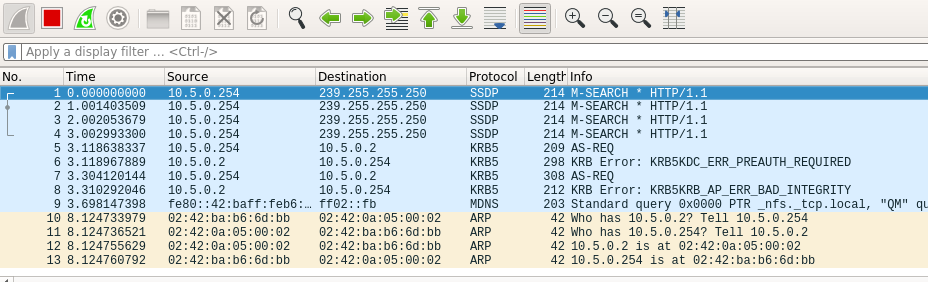 Apply a display filter ... <Ctrl-/>
No. Time Source Destination Protocol Length Info
1 0.000000000 10.5.0.254 239.255.255.250 SSDP 214 M-SEARCH * HTTP/1.1
2 1.001403509 10.5.0.254 239.255.255.250 SSDP 214 M-SEARCH * HTTP/1.1
3 2.002053679 10.5.0.254 239.255.255.250 SSDP 214 M-SEARCH * HTTP/1.1
4 3.002993300 10.5.0.254 239.255.255.250 SSDP 214 M-SEARCH * HTTP/1.1
5 3.118638337 10.5.0.254 10.5.0.2 KRB5 209 AS-REQ
6 3.118967889 10.5.0.2 10.5.0.254 KRB5 298 KRB Error: KRB5KDC_ERR_PREAUTH_REQUIRED
7 3.304120144 10.5.0.254 10.5.0.2 KRB5 308 AS-REQ
8 3.310292046 10.5.0.2 10.5.0.254 KRB5 212 KRB Error: KRB5KRB_AP_ERR_BAD_INTEGRITY
9 3.698147398 fe80::42:baff:feb6:... ff02::fb MDNS 203 Standard query 0x0000 PTR _nfs._tcp.local, "QM" qu
10 8.124733979 02:42:ba:b6:6d:bb 02:42:0a:05:00:02 ARP 42 Who has 10.5.0.2? Tell 10.5.0.254
11 8.124736521 02:42:ba:b6:6d:bb 02:42:0a:05:00:02 ARP 42 Who has 10.5.0.254? Tell 10.5.0.2
12 8.124755629 02:42:ba:b6:6d:bb 02:42:0a:05:00:02 ARP 42 10.5.0.2 is at 02:42:0a:05:00:02
13 8.124760792 02:42:ba:b6:6d:bb 02:42:0a:05:00:02 ARP 42 10.5.0.254 is at 02:42:ba:b6:6d:bb